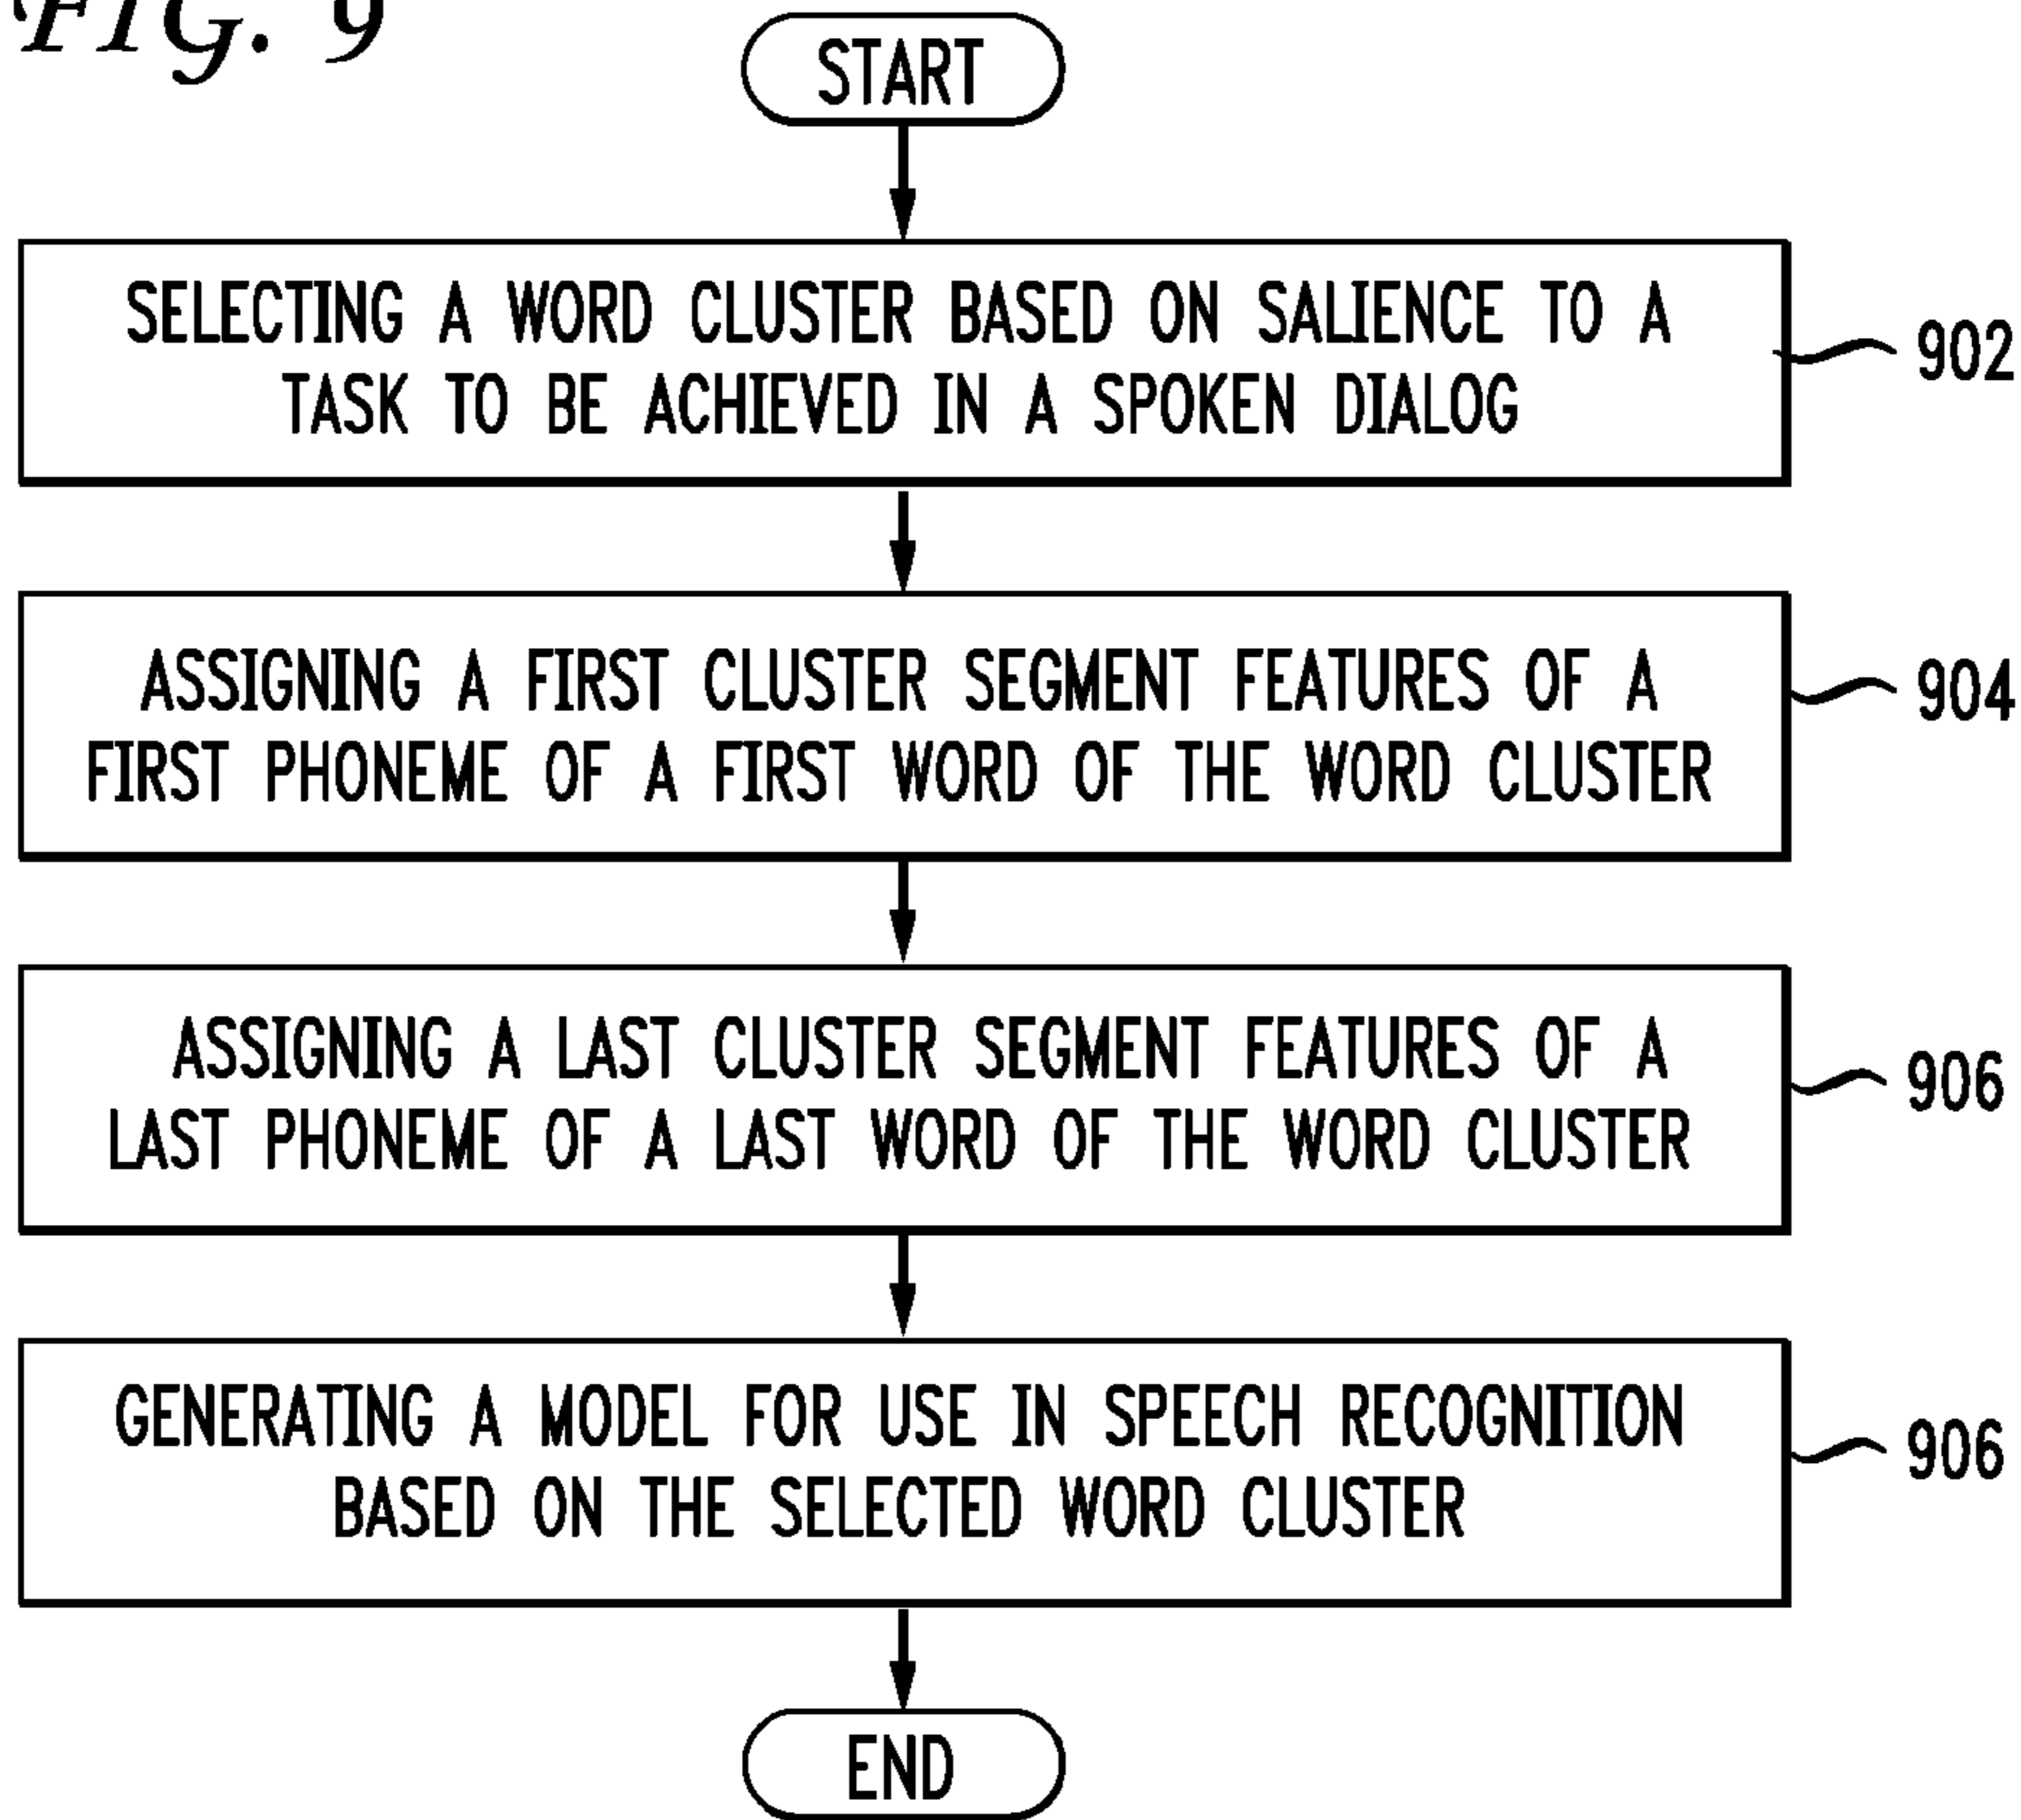 FIG. 9
START
SELECTING A WORD CLUSTER BASED ON SALIENCE TO A
TASK TO BE ACHIEVED IN A SPOKEN DIALOG
902
ASSIGNING A FIRST CLUSTER SEGMENT FEATURES OF A
FIRST PHONEME OF A FIRST WORD OF THE WORD CLUSTER
904
ASSIGNING A LAST CLUSTER SEGMENT FEATURES OF A
LAST PHONEME OF A LAST WORD OF THE WORD CLUSTER
906
GENERATING A MODEL FOR USE IN SPEECH RECOGNITION
BASED ON THE SELECTED WORD CLUSTER
906
END